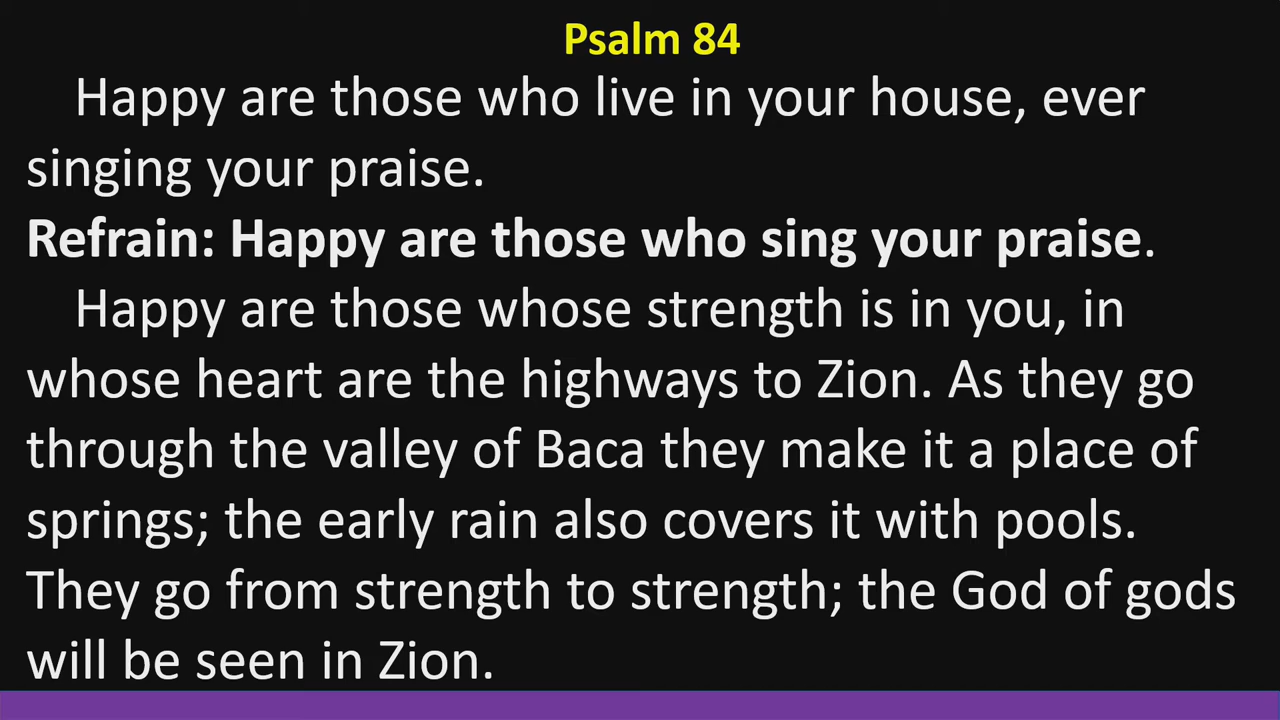 Psalm 84
Happy are those who live in your house, ever
singing your praise.
Refrain: Happy are those who sing your praise.
Happy are those whose strength is in you, in
whose heart are the highways to Zion. As they go
through the valley of Baca they make it a place of
springs; the early rain also covers it with pools.
They go from strength to strength; the God of gods
will be seen in Zion.